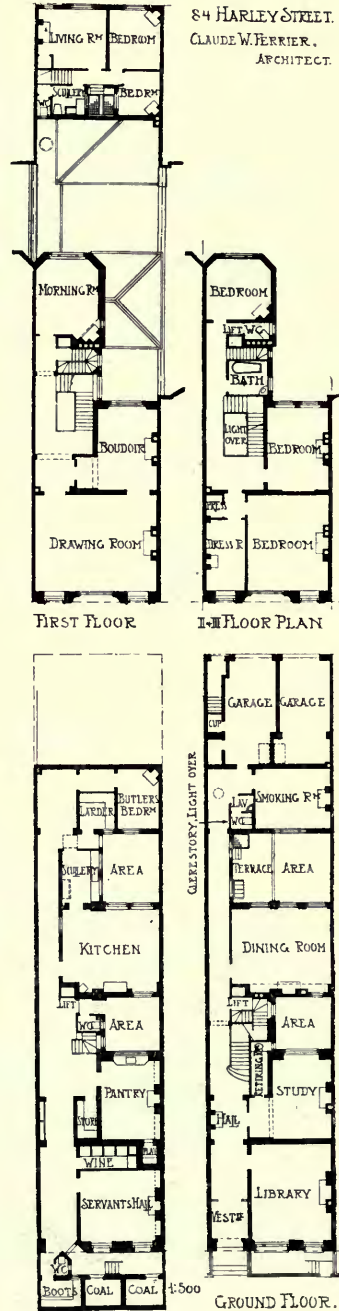 84 HARLEY STREET.
CLAUDE W. FERRIER.
ARCHITECT.
LIVING RM
BEDROOM
SCULLERY
BEDRM
WC
MORNING RM
BOUDOIR
DRAWING ROOM
FIRST FLOOR
BEDROOM
LIFT
WC
BATH
LIGHT
OVER
BEDROOM
PRESS
DRESS R
BEDROOM
II & III FLOOR PLAN
LARDER
BUTLERS
BEDRM
SCULLERY
AREA
KITCHEN
LIFT
WC
AREA
PANTRY
STORE
WINE
SERVANTS HALL
WC
BOOTS
COAL
COAL
1:500
GARAGE
GARAGE
CUP
CLERESTORY, LIGHT OVER
LAV
WC
SMOKING RM
TERRACE
AREA
DINING ROOM
LIFT
AREA
STUDY
HALL
LIBRARY
VESTE
GROUND FLOOR.